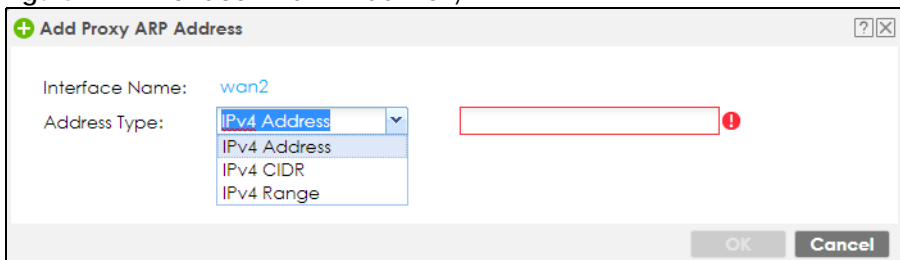 Add Proxy ARP Address
Interface Name: wan2
Address Type: IPv4 Address
IPv4 Address
IPv4 CIDR
IPv4 Range
OK Cancel